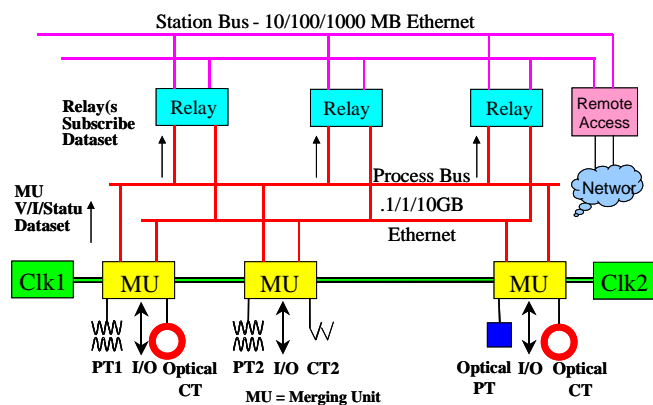 Station Bus - 10/100/1000 MB Ethernet
Relay(s
Subscribe
Dataset
Relay
Relay
Relay
Remote
Access
Networ
Process Bus
.1/1/10GB
Ethernet
MU
V/I/Statu
Dataset
Clk1
MU
MU
MU
Clk2
PT1
I/O
Optical
CT
PT2
I/O
CT2
Optical
PT
I/O
Optical
CT
MU = Merging Unit